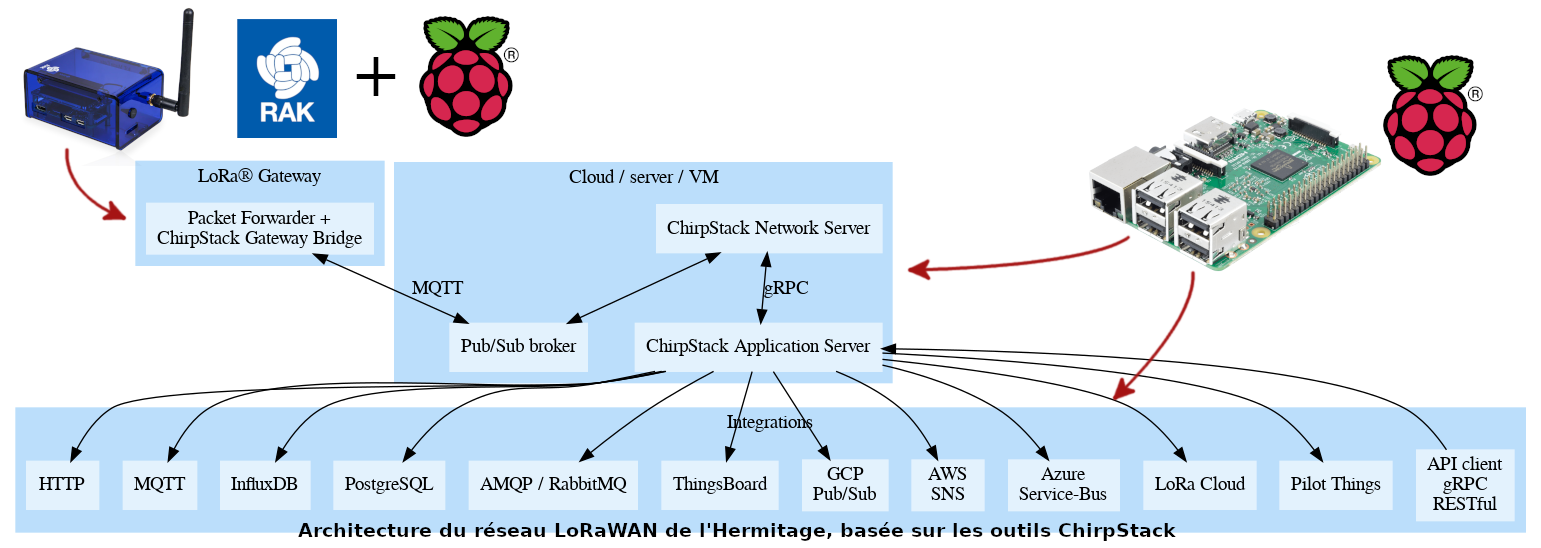 RAK
+
®
®
LoRa® Gateway
Packet Forwarder +
ChirpStack Gateway Bridge
Cloud / server / VM
ChirpStack Network Server
MQTT
gRPC
Pub/Sub broker
ChirpStack Application Server
Integrations
HTTP
MQTT
InfluxDB
PostgreSQL
AMQP / RabbitMQ
ThingsBoard
GCP
Pub/Sub
AWS
SNS
Azure
Service-Bus
LoRa Cloud
Pilot Things
API client
gRPC
RESTful
Architecture du réseau LoRaWAN de l'Hermitage, basée sur les outils ChirpStack